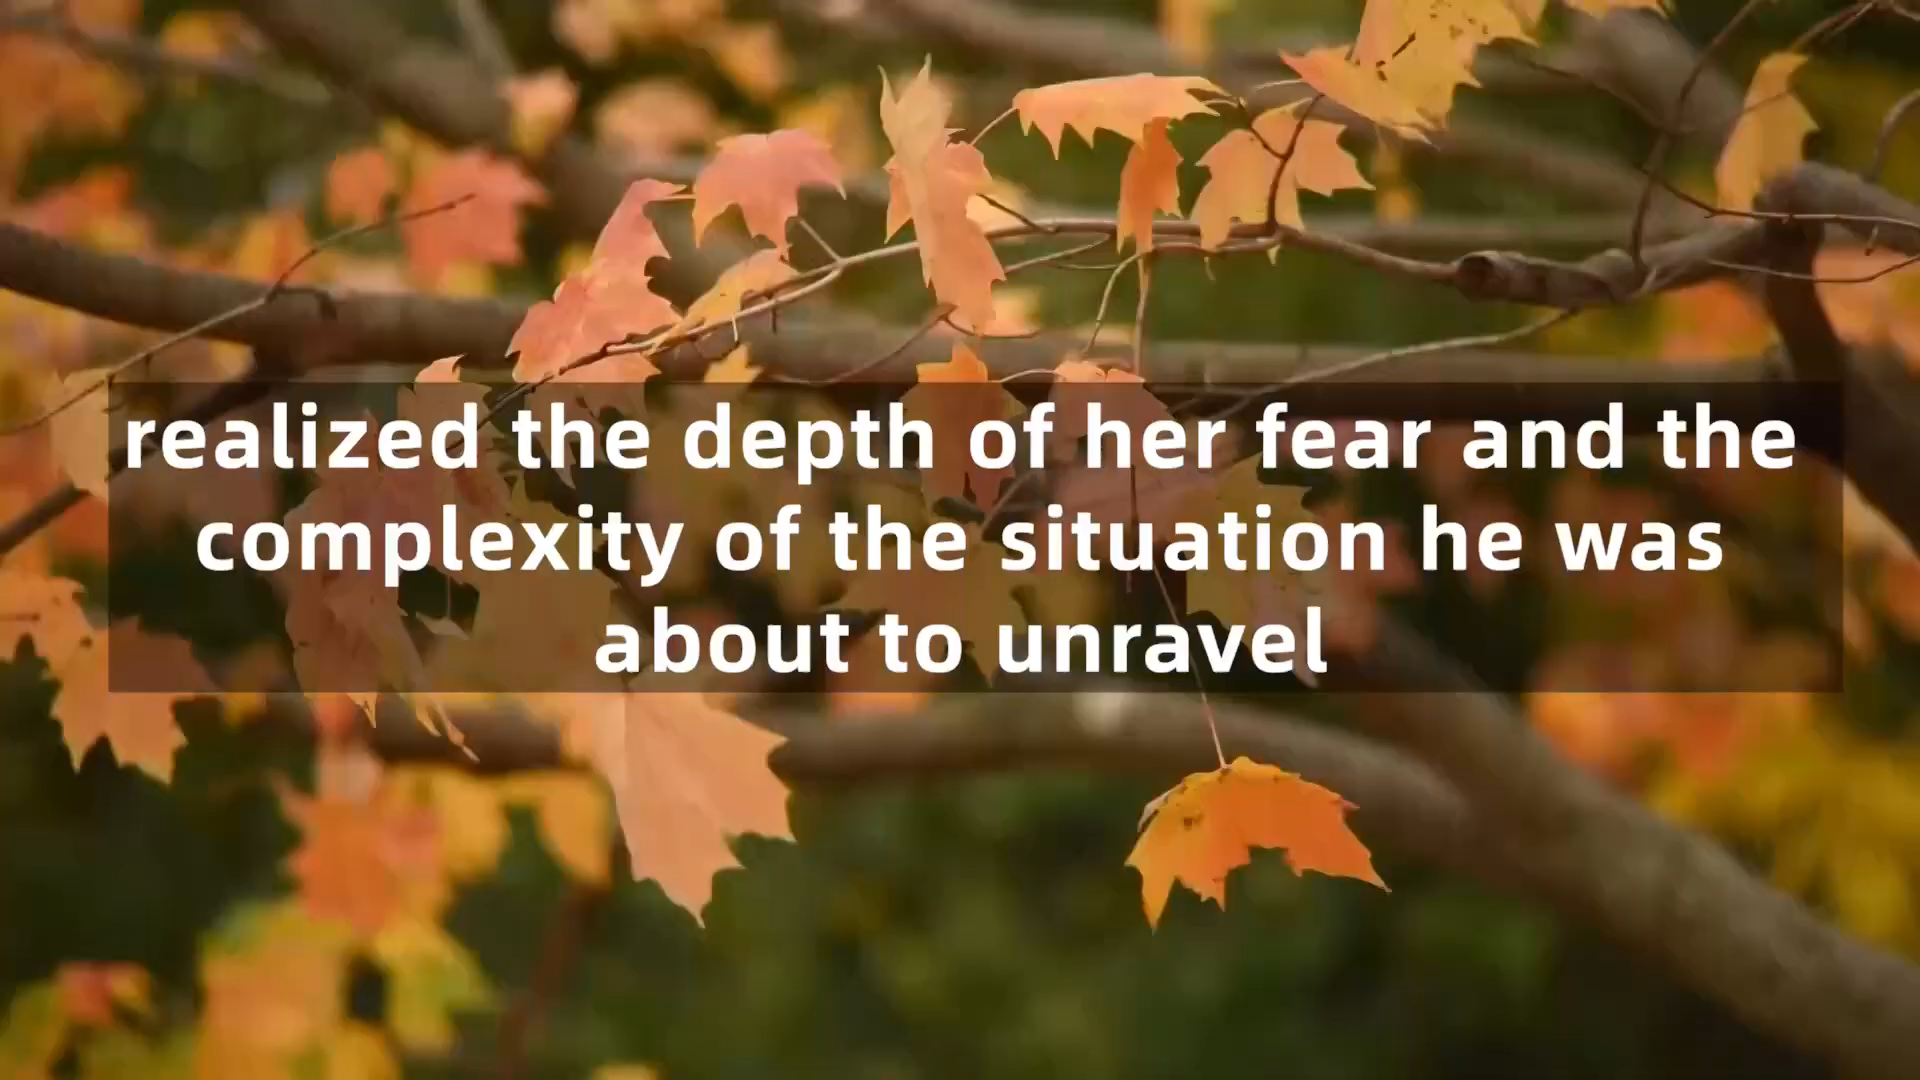 realized the depth of her fear and the
complexity of the situation he was
about to unravel